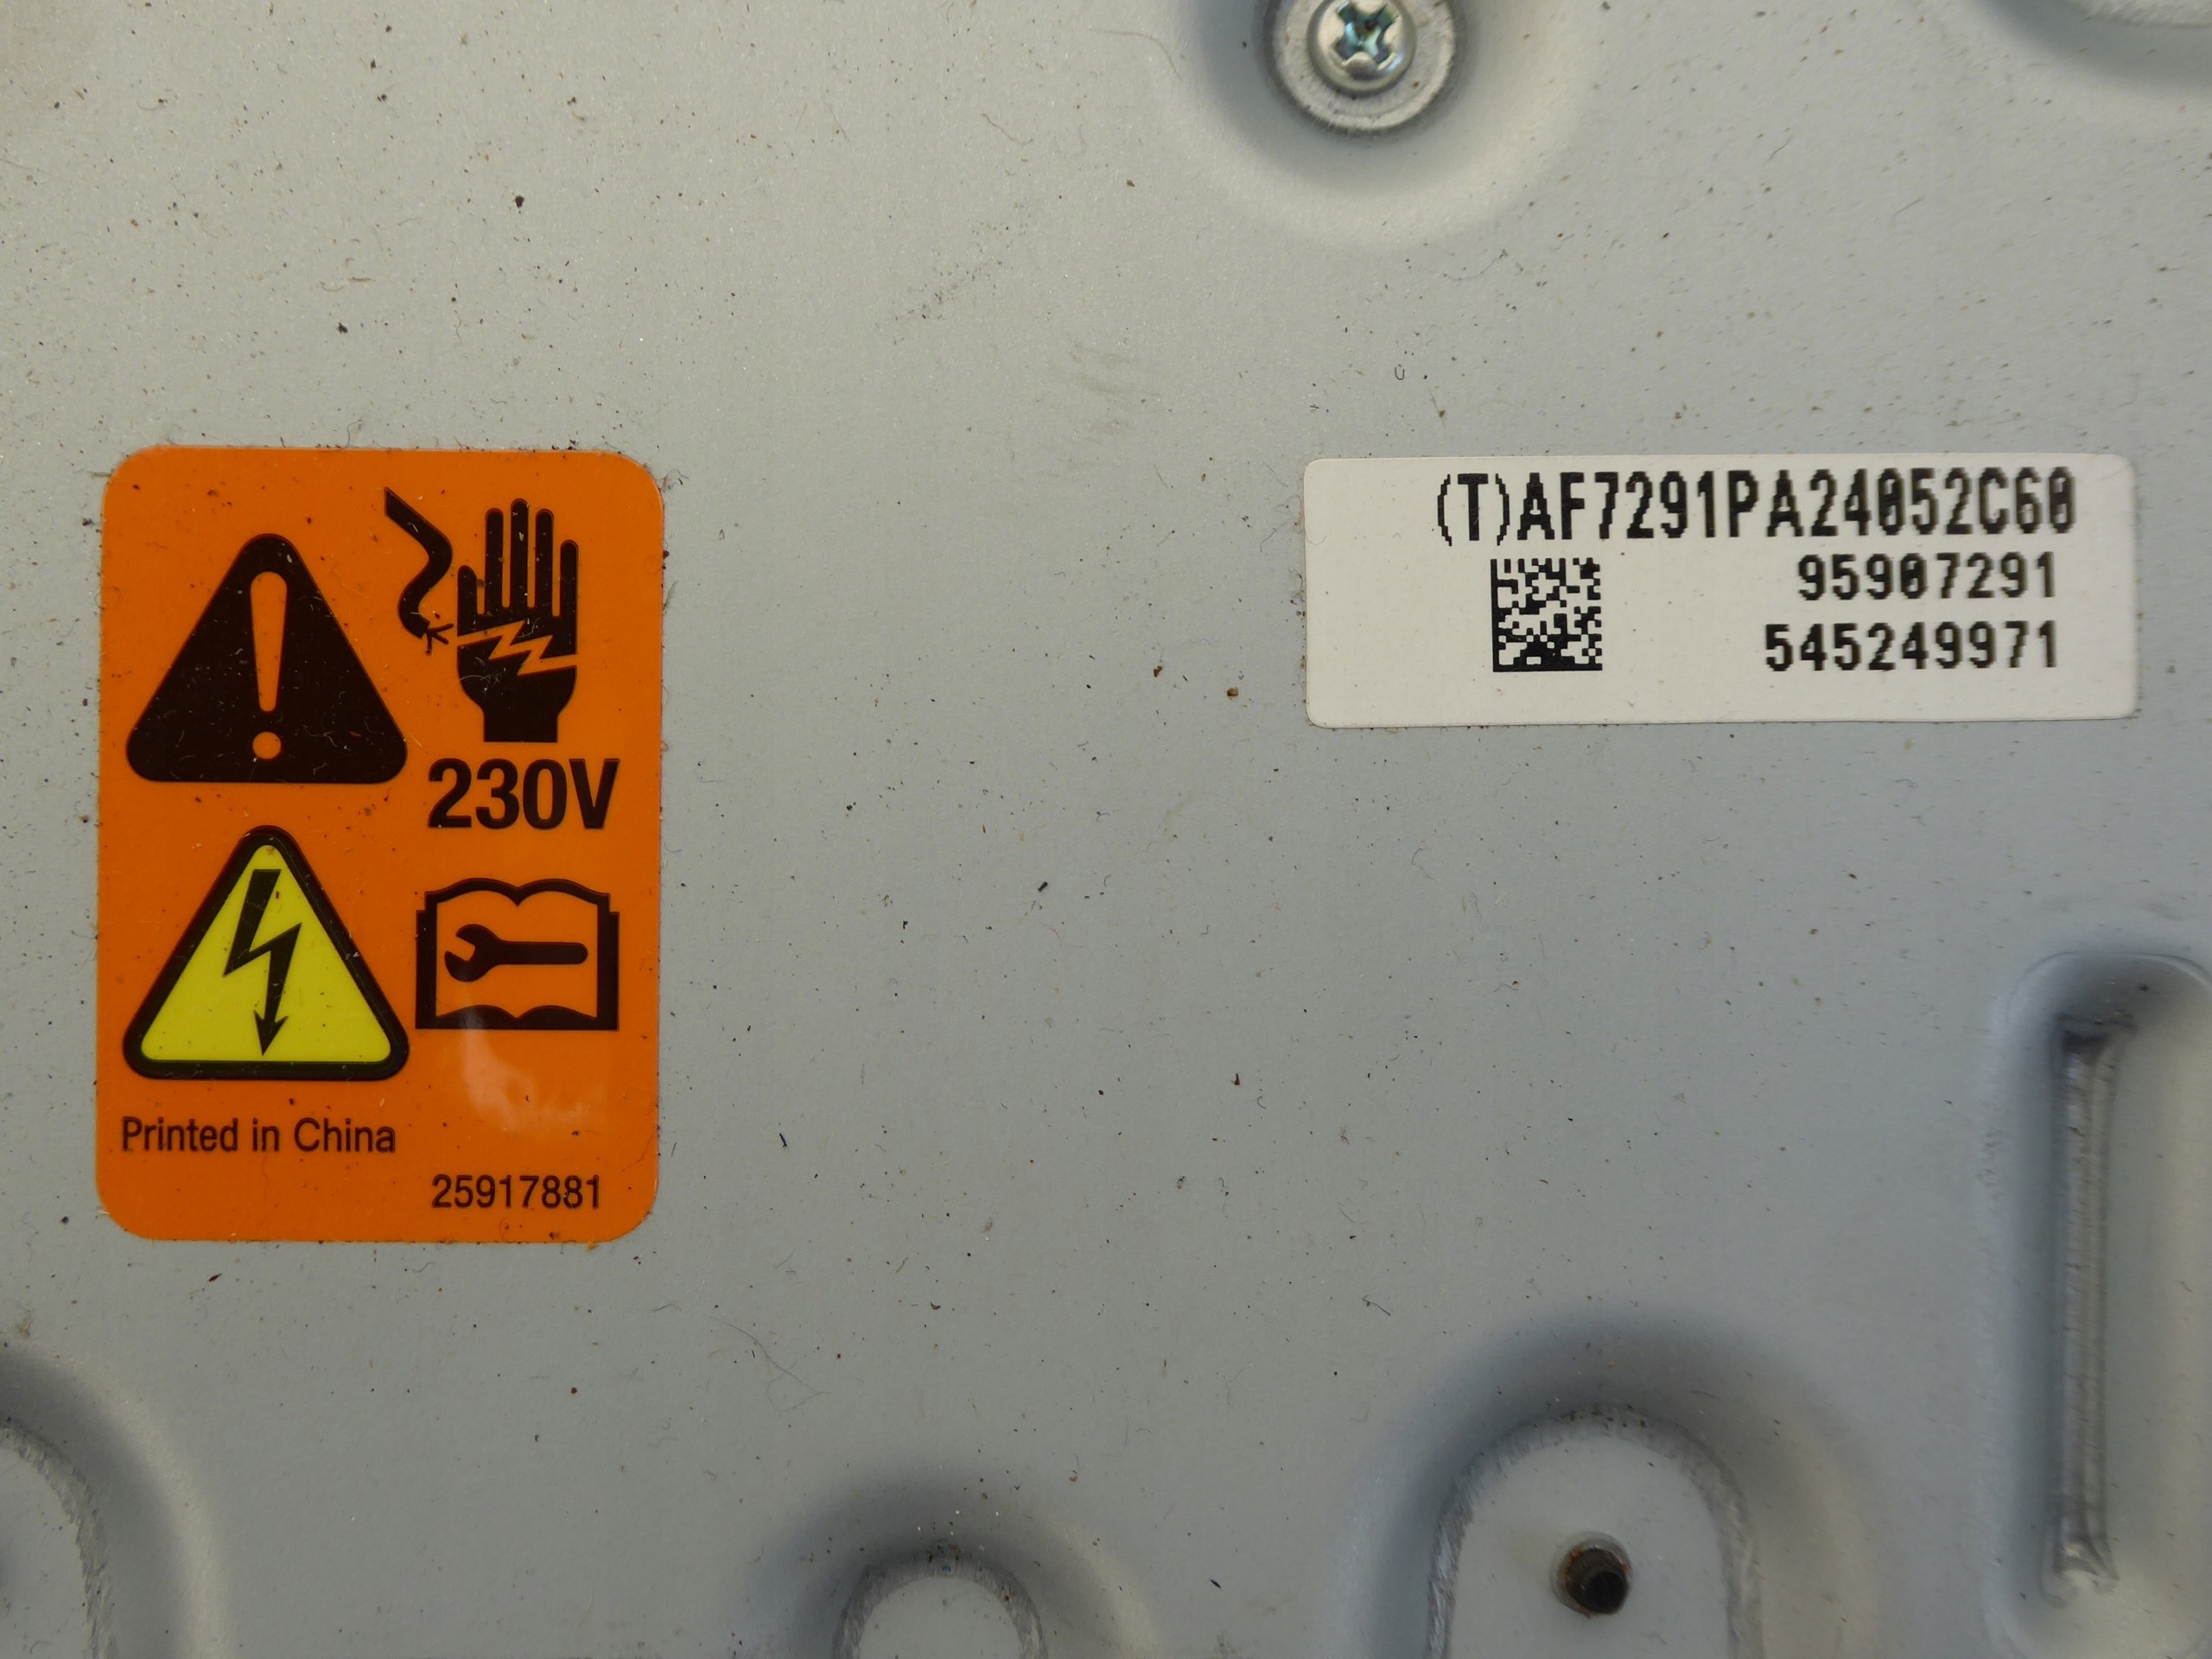 230V
Printed in China
25917881
(T)AF7291PA24052C60
95907291
545249971